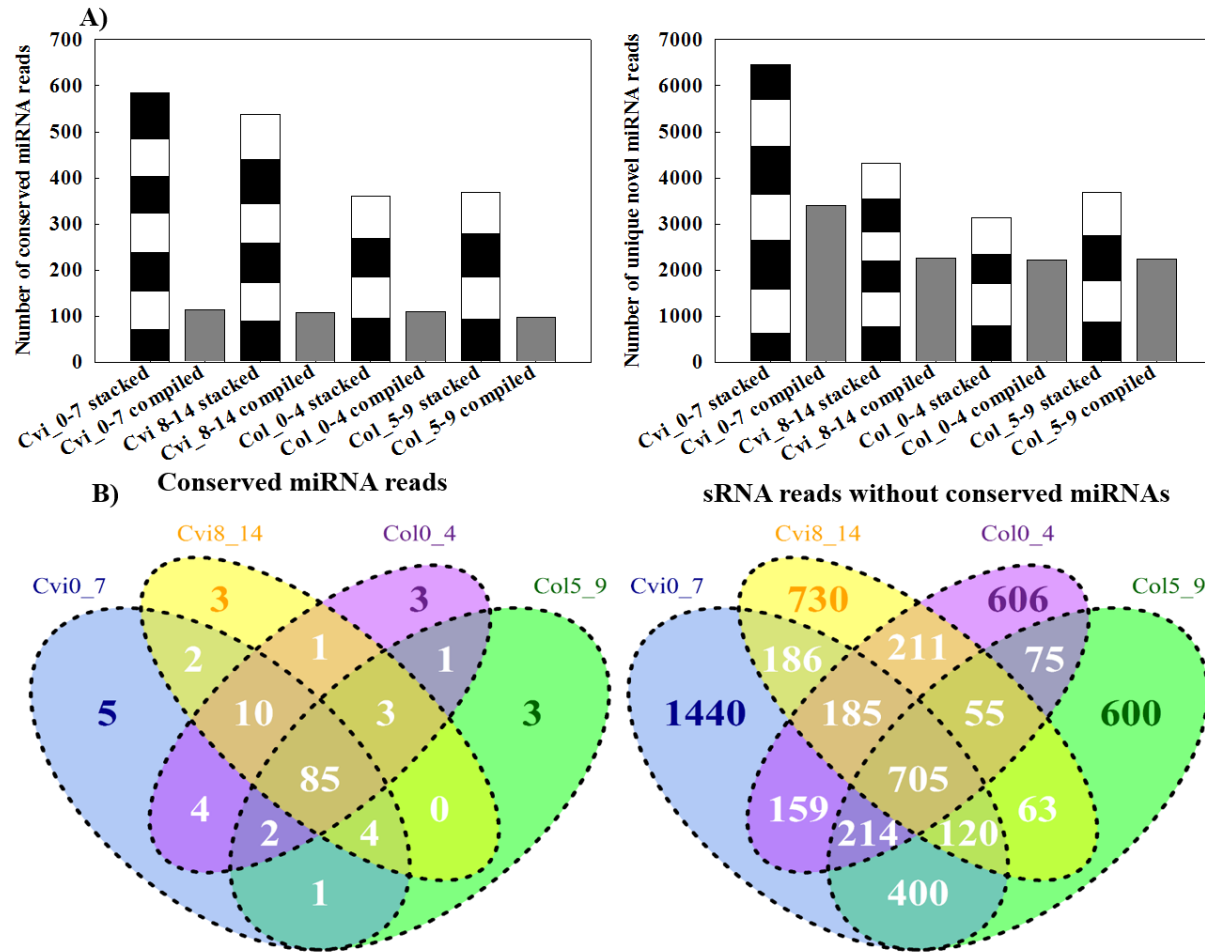 A)
Number of conserved miRNA reads
700
600
500
400
300
200
100
0
Cvi_0-7 stacked
Cvi_0-7 compiled
Cvi 8-14 stacked
Cvi_8-14 compiled
Col_0-4 stacked
Col_0-4 compiled
Col_5-9 stacked
Col_5-9 compiled
Number of unique novel miRNA reads
7000
6000
5000
4000
3000
2000
1000
0
Cvi_0-7 stacked
Cvi_0-7 compiled
Cvi_8-14 stacked
Cvi_8-14 compiled
Col_0-4 stacked
Col_0-4 compiled
Col_5-9 stacked
Col_5-9 compiled
B)
Conserved miRNA reads
Cvi8_14
Col0_4
Cvi0_7
Col5_9
3
3
2
1
1
5
10
3
3
85
4
0
2
4
1
sRNA reads without conserved miRNAs
Cvi8_14
Col0_4
Cvi0_7
Col5_9
730
606
186
211
75
1440
185
55
600
705
159
63
214
120
400